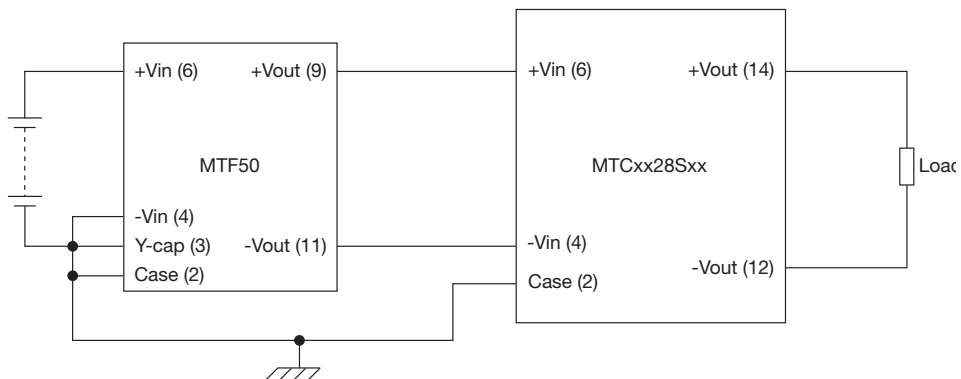 +Vin (6) +Vout (9)
MTF50
-Vin (4)
Y-cap (3) -Vout (11)
Case (2)
+Vin (6) +Vout (14)
MTCxx28Sxx
-Vin (4)
Case (2) -Vout (12)
Load